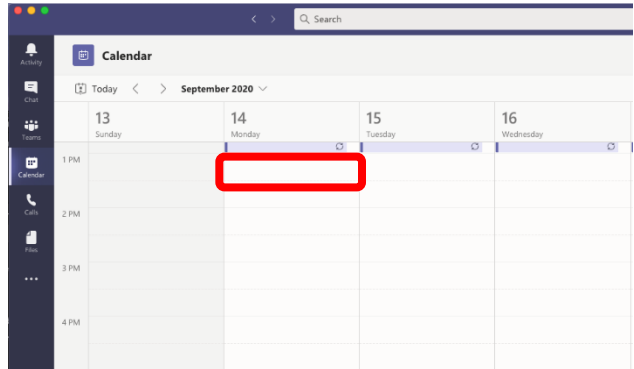 Search
Activity
Chat
Teams
Calendar
Calls
Files
Calendar
Today
September 2020
13
Sunday
14
Monday
15
Tuesday
16
Wednesday
1 PM
2 PM
3 PM
4 PM